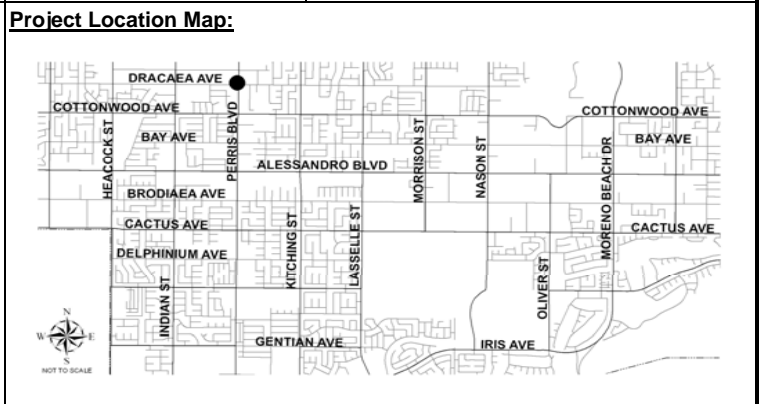 Project Location Map:
DRACAEA AVE
COTTONWOOD AVE
COTTONWOOD AVE
BAY AVE
BAY AVE
HEACOCK ST
PERRIS BLVD
ALESSANDRO BLVD
MORRISON ST
NASON ST
MORENO BEACH DR
BRODIAEA AVE
CACTUS AVE
CACTUS AVE
KITCHING ST
LASSELLE ST
DELPHINIUM AVE
OLIVER ST
INDIAN ST
GENTIAN AVE
IRIS AVE
N
W
E
S
NOT TO SCALE